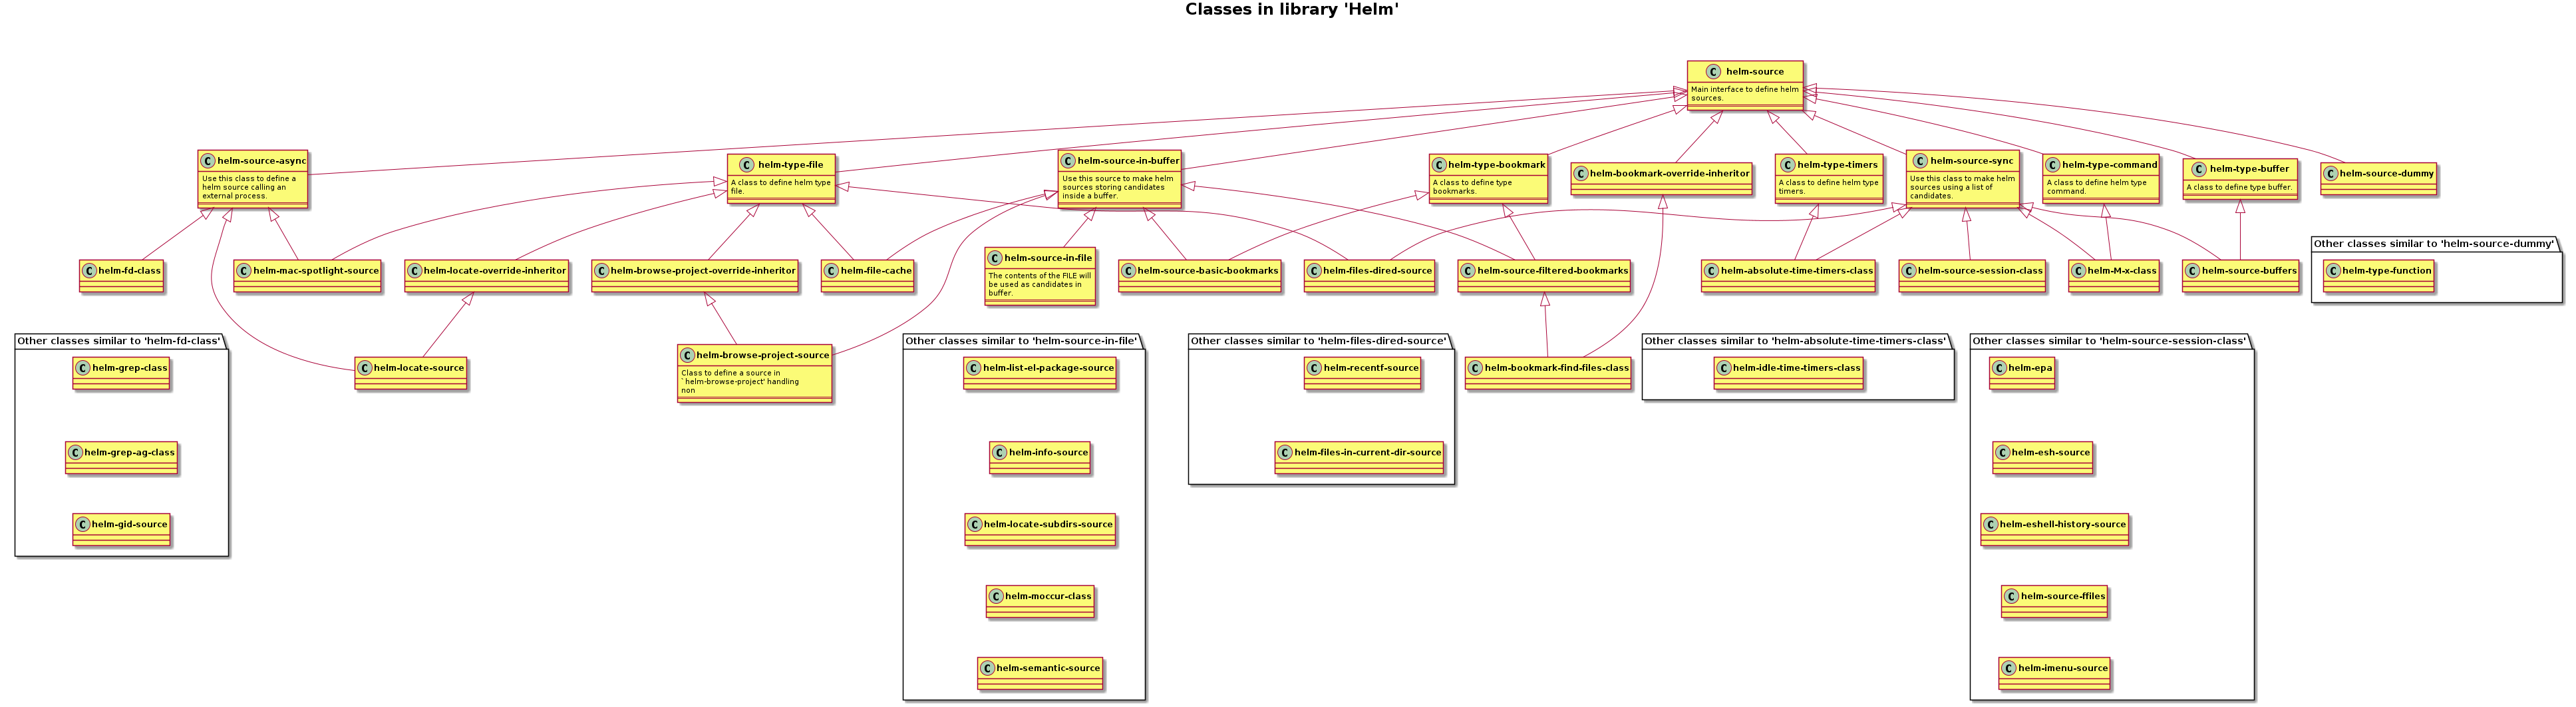 Classes in library 'Helm'
C helm-source
Main interface to define helm
sources.
C helm-source-async
Use this class to define a
helm source calling an
external process.
C helm-type-file
A class to define helm type
file.
C helm-source-in-buffer
Use this source to make helm
sources storing candidates
inside a buffer.
C helm-type-bookmark
A class to define type
bookmarks.
C helm-bookmark-override-inheritor
C helm-type-timers
A class to define helm type
timers.
C helm-source-sync
Use this class to make helm
sources using a list of
candidates.
C helm-type-command
A class to define helm type
command.
C helm-type-buffer
A class to define type buffer.
C helm-source-dummy
C helm-fd-class
C helm-mac-spotlight-source
C helm-locate-override-inheritor
C helm-browse-project-override-inheritor
C helm-file-cache
C helm-source-in-file
The contents of the FILE will
be used as candidates in
buffer.
C helm-source-basic-bookmarks
C helm-files-dired-source
C helm-source-filtered-bookmarks
C helm-absolute-time-timers-class
C helm-source-session-class
C helm-M-x-class
C helm-source-buffers
Other classes similar to 'helm-source-dummy'
C helm-type-function
Other classes similar to 'helm-fd-class'
C helm-grep-class
C helm-grep-ag-class
C helm-gid-source
C helm-locate-source
C helm-browse-project-source
Class to define a source in
`helm-browse-project' handling
non
Other classes similar to 'helm-source-in-file'
C helm-list-el-package-source
C helm-info-source
C helm-locate-subdirs-source
C helm-moccur-class
C helm-semantic-source
Other classes similar to 'helm-files-dired-source'
C helm-recentf-source
C helm-files-in-current-dir-source
C helm-bookmark-find-files-class
Other classes similar to 'helm-absolute-time-timers-class'
C helm-idle-time-timers-class
Other classes similar to 'helm-source-session-class'
C helm-epa
C helm-esh-source
C helm-eshell-history-source
C helm-source-ffiles
C helm-imenu-source